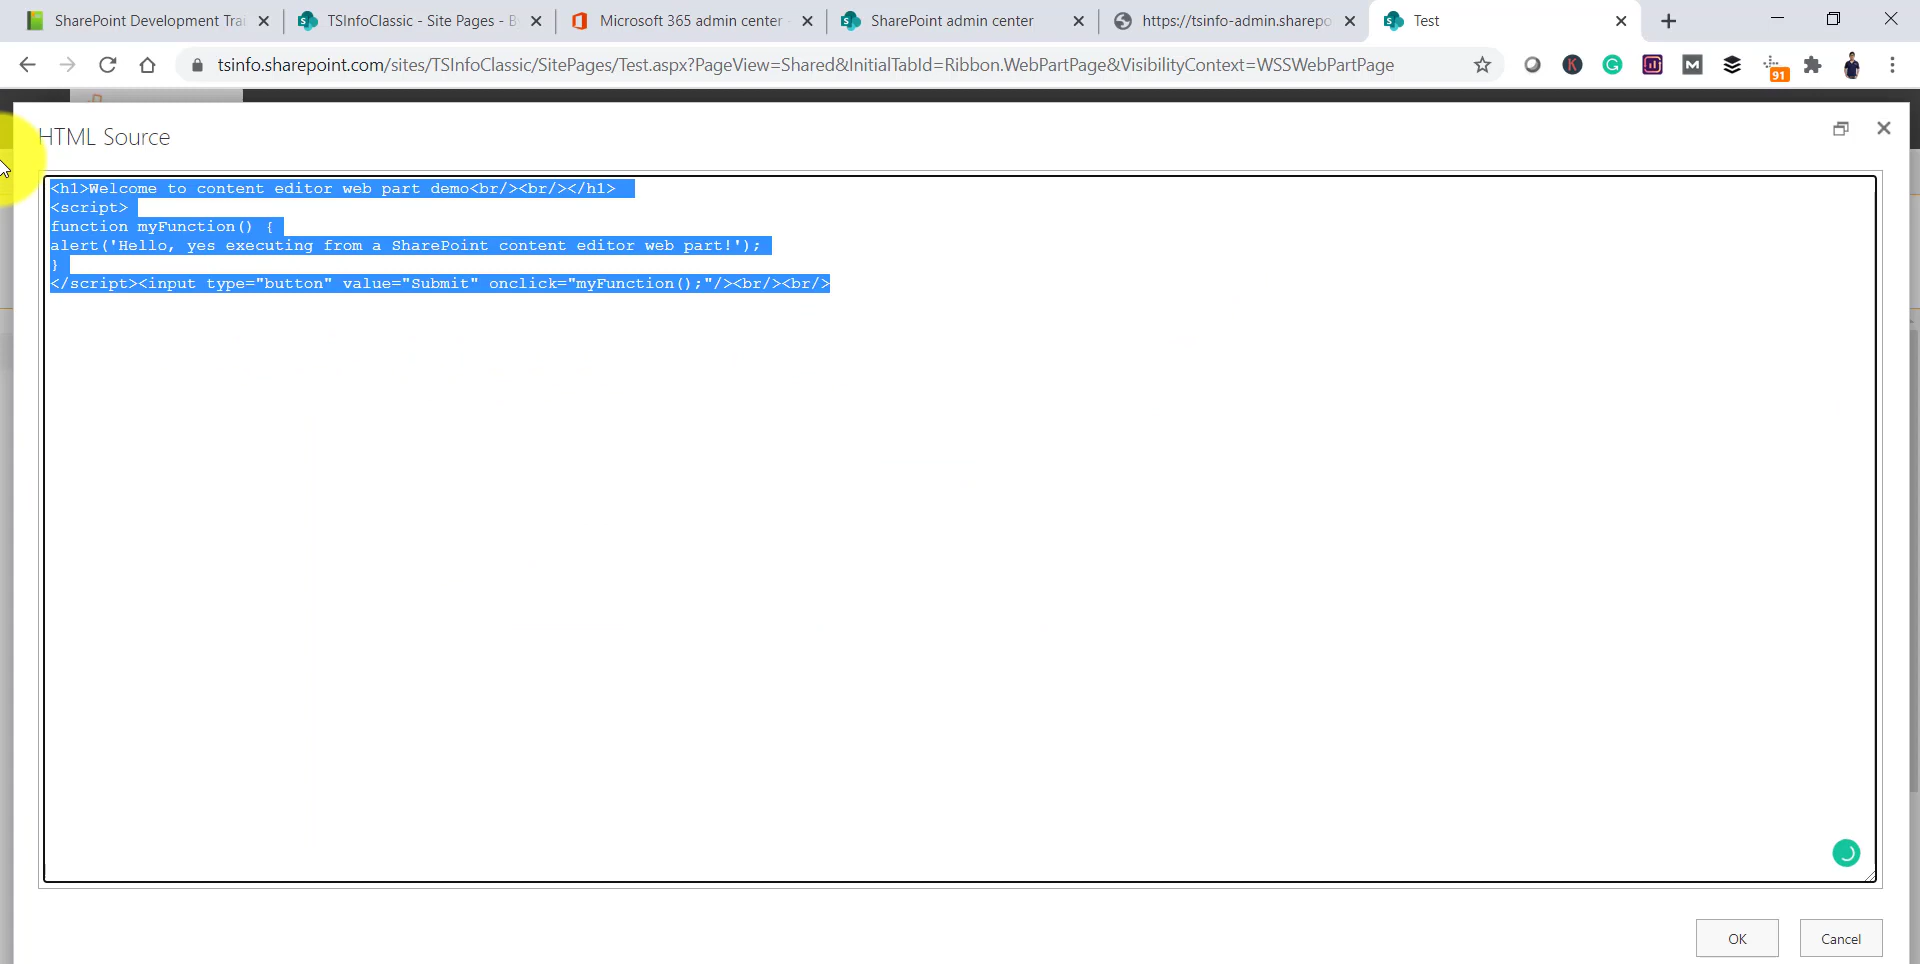 SharePoint Development Trai
TSInfoClassic - Site Pages - B
Microsoft 365 admin center
SharePoint admin center
https://tsinfo-admin.sharepo
Test
tsinfo.sharepoint.com/sites/TSInfoClassic/SitePages/Test.aspx?PageView=Shared&InitialTabId=Ribbon.WebPartPage&VisibilityContext=WSSWebPartPage
91
HTML Source
<h1>Welcome to content editor web part demo<br/><br/></h1>
<script>
function myFunction() {
alert('Hello, yes executing from a SharePoint content editor web part!');
}
</script><input type="button" value="Submit" onclick="myFunction();"/><br/><br/>
OK
Cancel